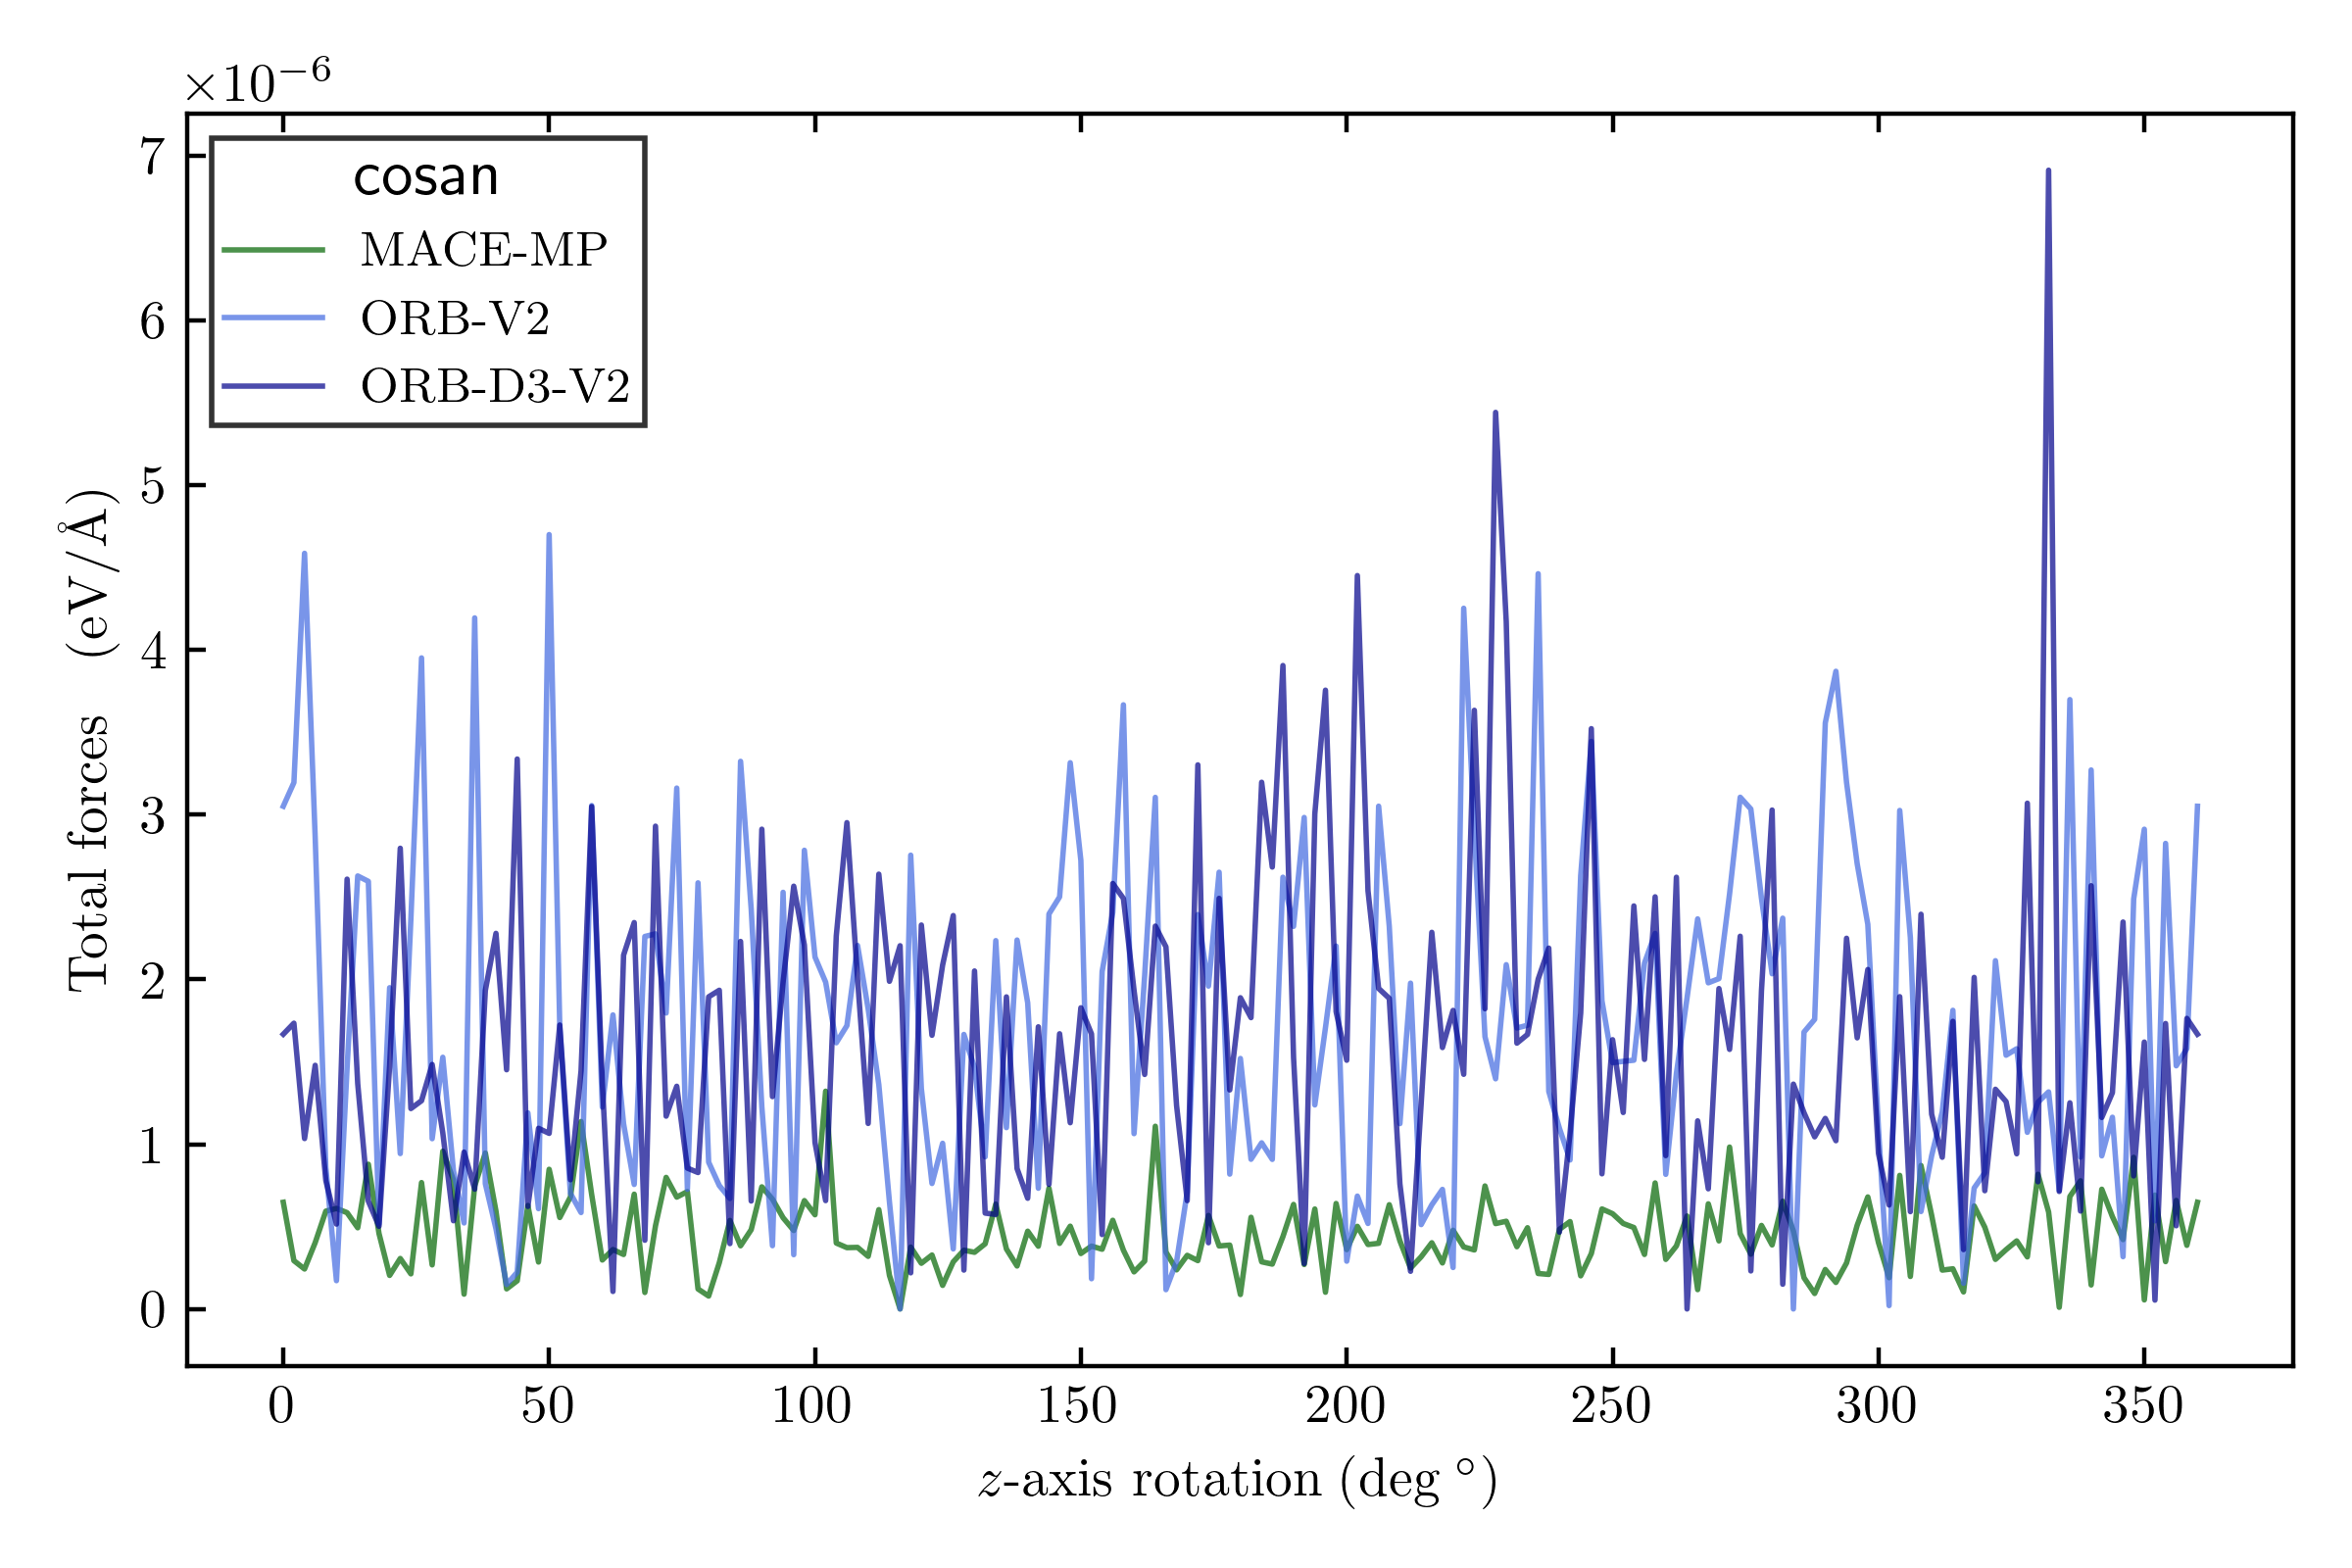 ×10⁻⁶
cosan
MACE-MP
ORB-V2
ORB-D3-V2
7
6
5
4
3
2
1
0
Total forces (eV/Å)
0 50 100 150 200 250 300 350
z-axis rotation (deg °)